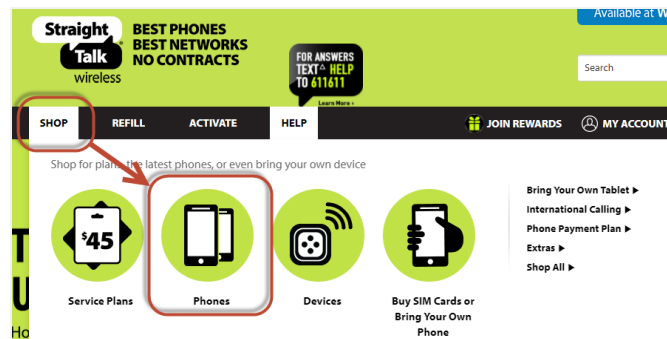 Available at W
Straight
Talk
wireless
BEST PHONES
BEST NETWORKS
NO CONTRACTS
FOR ANSWERS
TEXT△ HELP
TO 611611
Learn More ›
Search
SHOP
REFILL
ACTIVATE
HELP
JOIN REWARDS
MY ACCOUNT
Shop for plans, the latest phones, or even bring your own device
$45
Service Plans
Phones
Devices
Buy SIM Cards or
Bring Your Own
Phone
Bring Your Own Tablet ▶
International Calling ▶
Phone Payment Plan ▶
Extras ▶
Shop All ▶
T
U
Ho